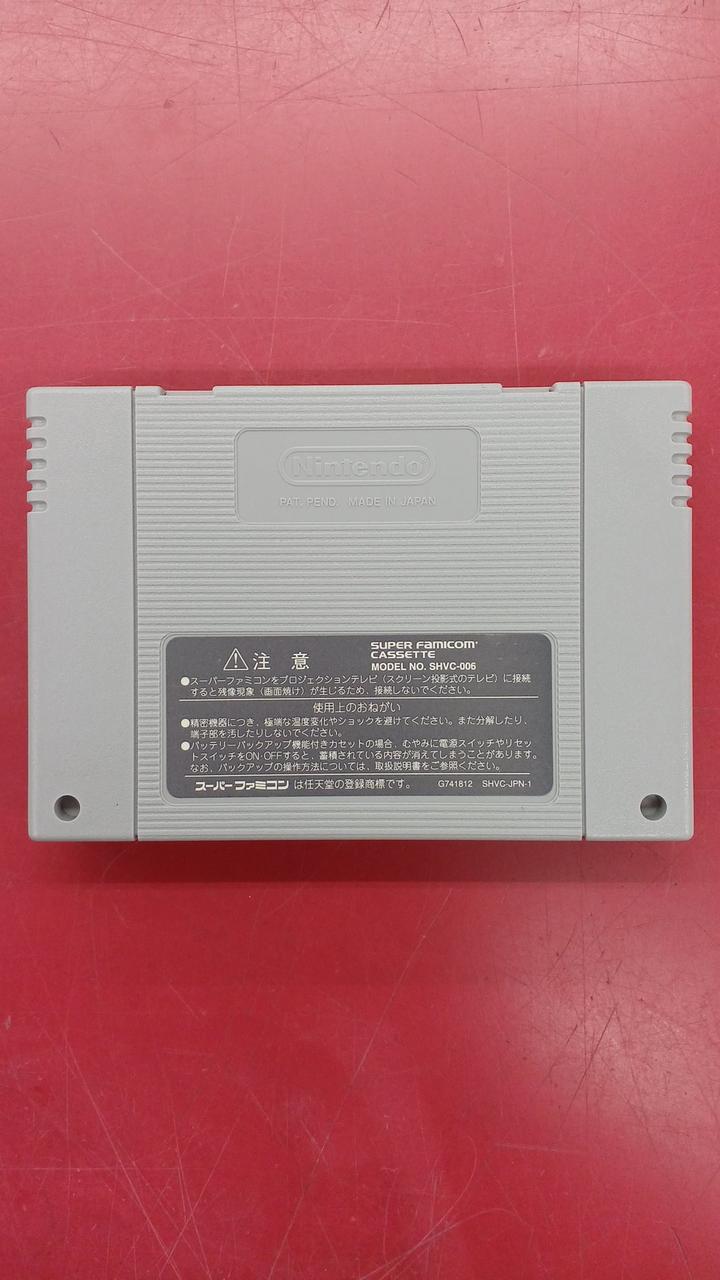 Nintendo
PAT. PEND. MADE IN JAPAN
⚠注意
SUPER FAMICOM
CASSETTE
MODEL NO. SHVC-006
●スーパーファミコンをプロジェクションテレビ（スクリーン投影式のテレビ）に接続
すると残像現象（画面焼け）が生じるため、接続しないでください。
使用上のおねがい
●精密機器につき、極端な温度変化やショックを避けてください。また分解したり、
端子部を汚したりしないでください。
●バッテリーバックアップ機能付きカセットの場合、むやみに電源スイッチやリセッ
トスイッチをON・OFFすると、蓄積されている内容が消えてしまうことがあります。
なお、バックアップの操作方法については、取扱説明書をご参照ください。
スーパーファミコンは任天堂の登録商標です。 G741812 SHVC-JPN-1